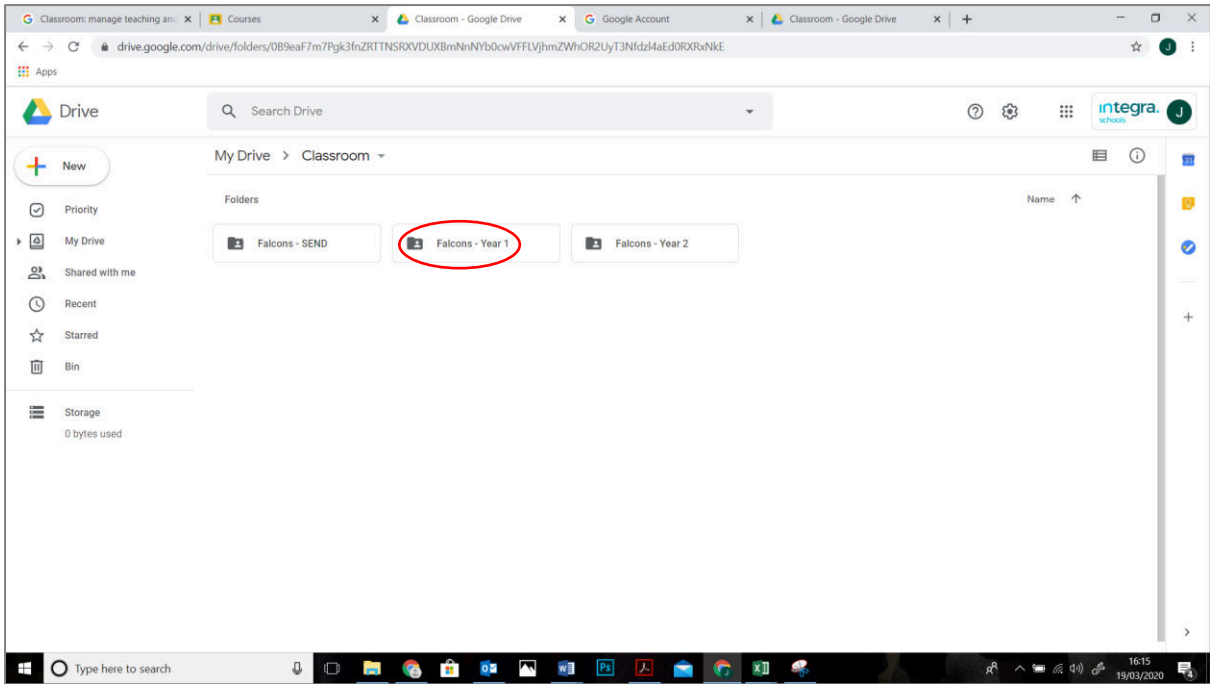 Classroom: manage teaching and
Courses
Classroom - Google Drive
Google Account
Classroom - Google Drive
drive.google.com/drive/folders/0B9eaF7m7Pgk3fnZRTTNSRXVDUXBmNnNYb0cwVFFLVjhmZWhOR2UyT3Nfdzl4aEd0RXRxNkE
J
Apps
Drive
Search Drive
integra.
schools
J
New
My Drive > Classroom
31
Priority
Folders
Name
My Drive
Falcons - SEND
Falcons - Year 1
Falcons - Year 2
Shared with me
Recent
Starred
Bin
Storage
0 bytes used
Type here to search
Ps
16:15
19/03/2020
4